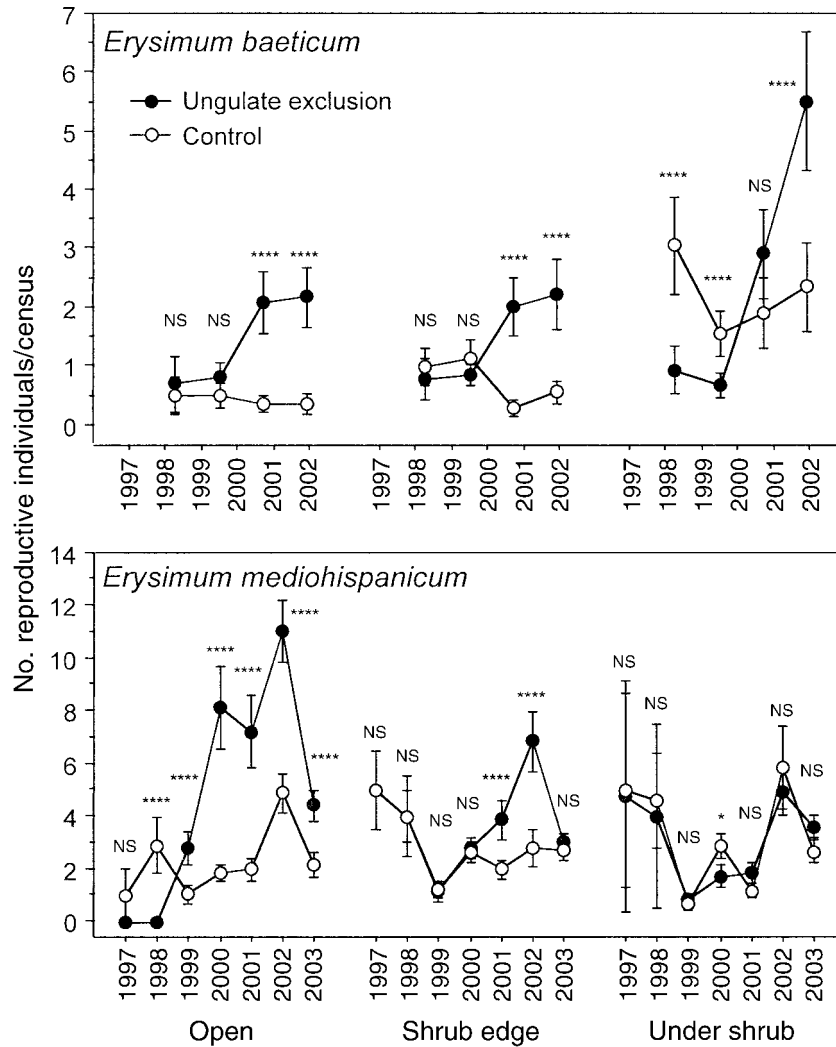 No. reproductive individuals/census
7
6
5
4
3
2
1
0
Erysimum baeticum
Ungulate exclusion
Control
NS
NS
****
****
NS
NS
****
****
****
****
NS
****
1997
1998
1999
2000
2001
2002
1997
1998
1999
2000
2001
2002
1997
1998
1999
2000
2001
2002
14
12
10
8
6
4
2
0
Erysimum mediohispanicum
NS
****
****
****
****
****
****
NS
NS
NS
NS
****
****
NS
NS
NS
NS
*
NS
NS
NS
1997
1998
1999
2000
2001
2002
2003
1997
1998
1999
2000
2001
2002
2003
1997
1998
1999
2000
2001
2002
2003
Open
Shrub edge
Under shrub